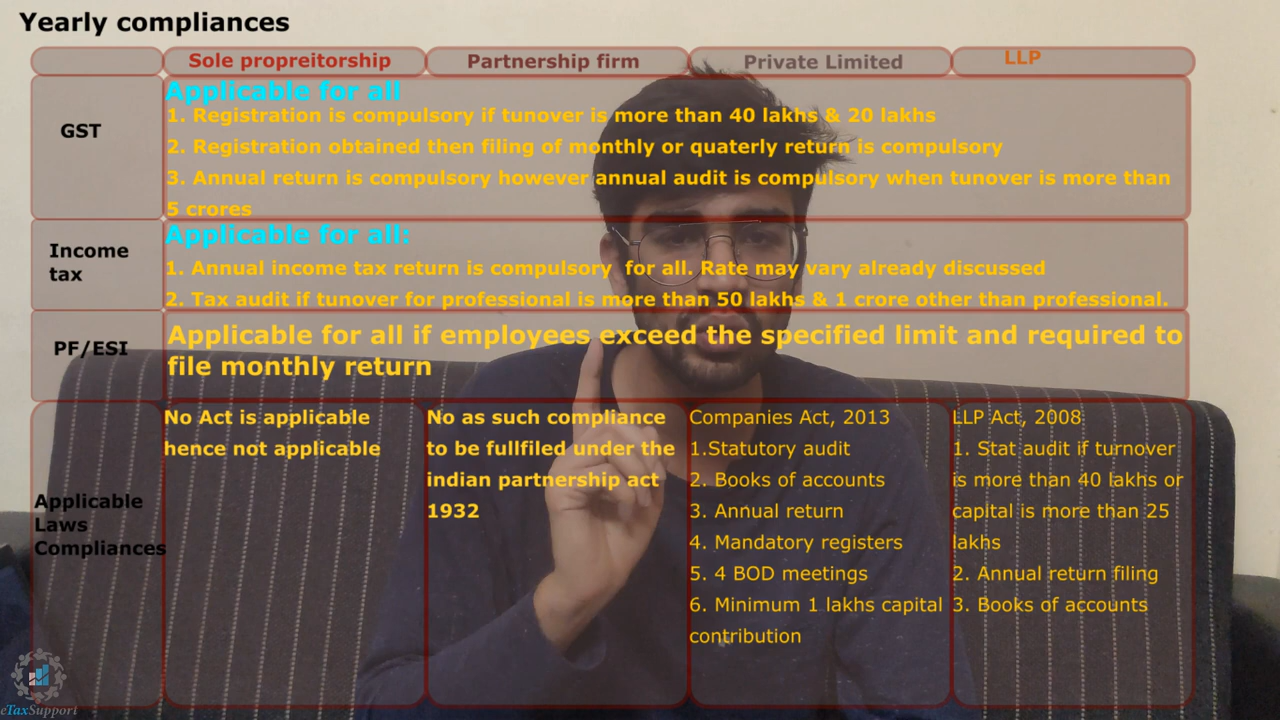 Yearly compliances
Sole propreitorship
Partnership firm
Private Limited
LLP
GST
Applicable for all
1. Registration is compulsory if tunover is more than 40 lakhs & 20 lakhs
2. Registration obtained then filing of monthly or quaterly return is compulsory
3. Annual return is compulsory however annual audit is compulsory when tunover is more than
5 crores
Income
tax
Applicable for all:
1. Annual income tax return is compulsory for all. Rate may vary already discussed
2. Tax audit if tunover for professional is more than 50 lakhs & 1 crore other than professional.
PF/ESI
Applicable for all if employees exceed the specified limit and required to
file monthly return
Applicable
Laws
Compliances
No Act is applicable
hence not applicable
No as such compliance
to be fullfiled under the
indian partnership act
1932
Companies Act, 2013
1.Statutory audit
2. Books of accounts
3. Annual return
4. Mandatory registers
5. 4 BOD meetings
6. Minimum 1 lakhs capital
contribution
LLP Act, 2008
1. Stat audit if turnover
is more than 40 lakhs or
capital is more than 25
lakhs
2. Annual return filing
3. Books of accounts
eTaxSupport